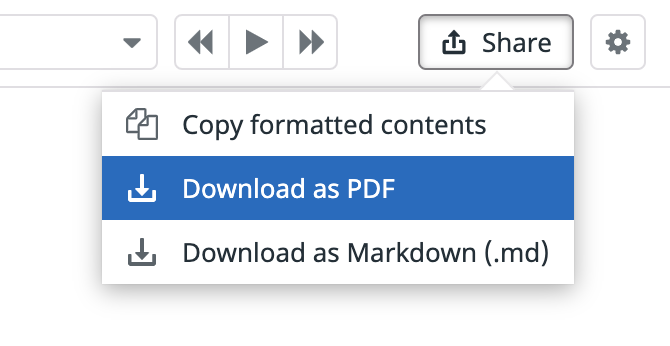 Share
Copy formatted contents
Download as PDF
Download as Markdown (.md)